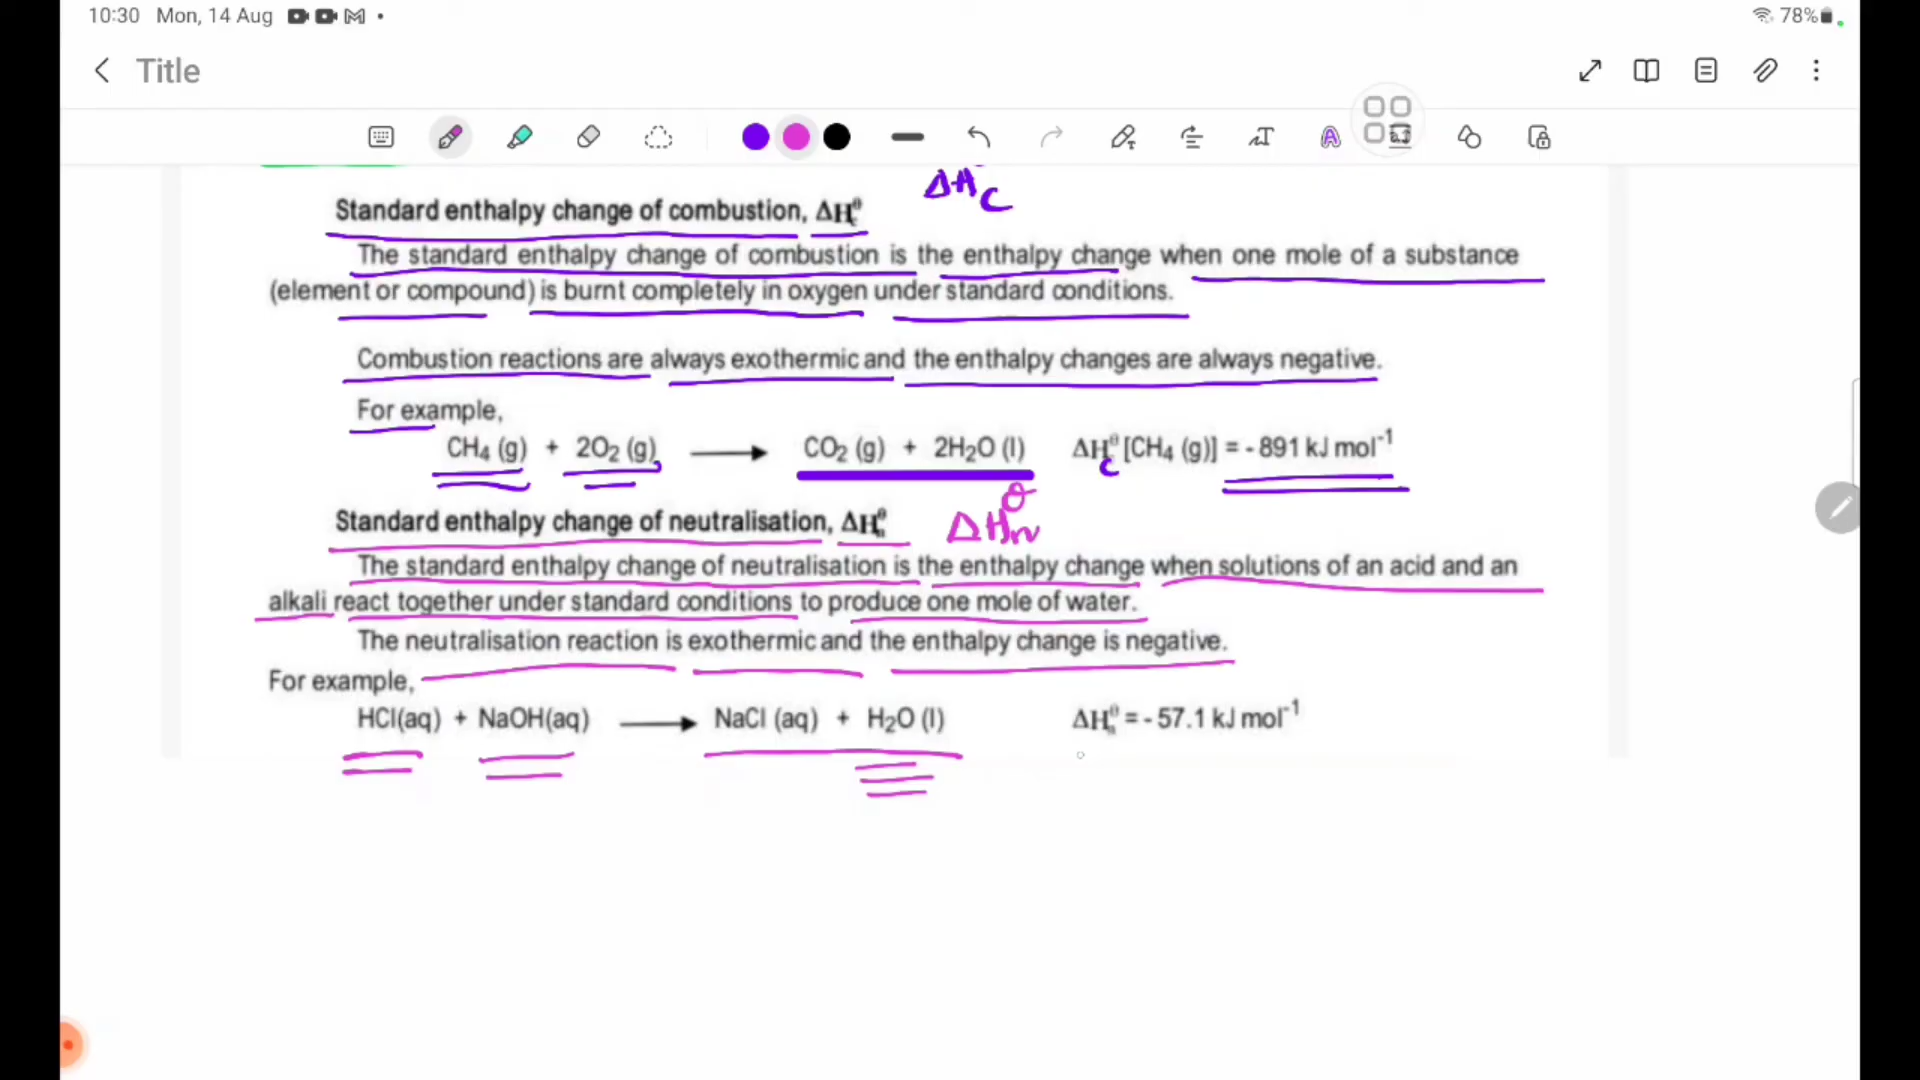 10:30 Mon, 14 Aug
78%
Title
ΔH C
Standard enthalpy change of combustion, ΔH꜀ᶿ
The standard enthalpy change of combustion is the enthalpy change when one mole of a substance
(element or compound) is burnt completely in oxygen under standard conditions.
Combustion reactions are always exothermic and the enthalpy changes are always negative.
For example,
CH₄ (g) + 2O₂ (g) ⟶ CO₂ (g) + 2H₂O (l) ΔH꜀ᶿ [CH₄ (g)] = - 891 kJ mol⁻¹
Standard enthalpy change of neutralisation, ΔHₙᶿ ΔHₙᶿ
The standard enthalpy change of neutralisation is the enthalpy change when solutions of an acid and an
alkali react together under standard conditions to produce one mole of water.
The neutralisation reaction is exothermic and the enthalpy change is negative.
For example,
HCl(aq) + NaOH(aq) ⟶ NaCl (aq) + H₂O (l) ΔHₙᶿ = - 57.1 kJ mol⁻¹